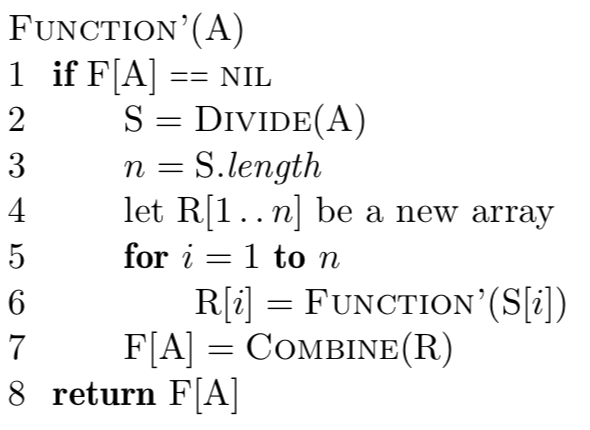 FUNCTION'(A)
1 if F[A] == NIL
2 S = DIVIDE(A)
3 n = S.length
4 let R[1..n] be a new array
5 for i = 1 to n
6 R[i] = FUNCTION'(S[i])
7 F[A] = COMBINE(R)
8 return F[A]